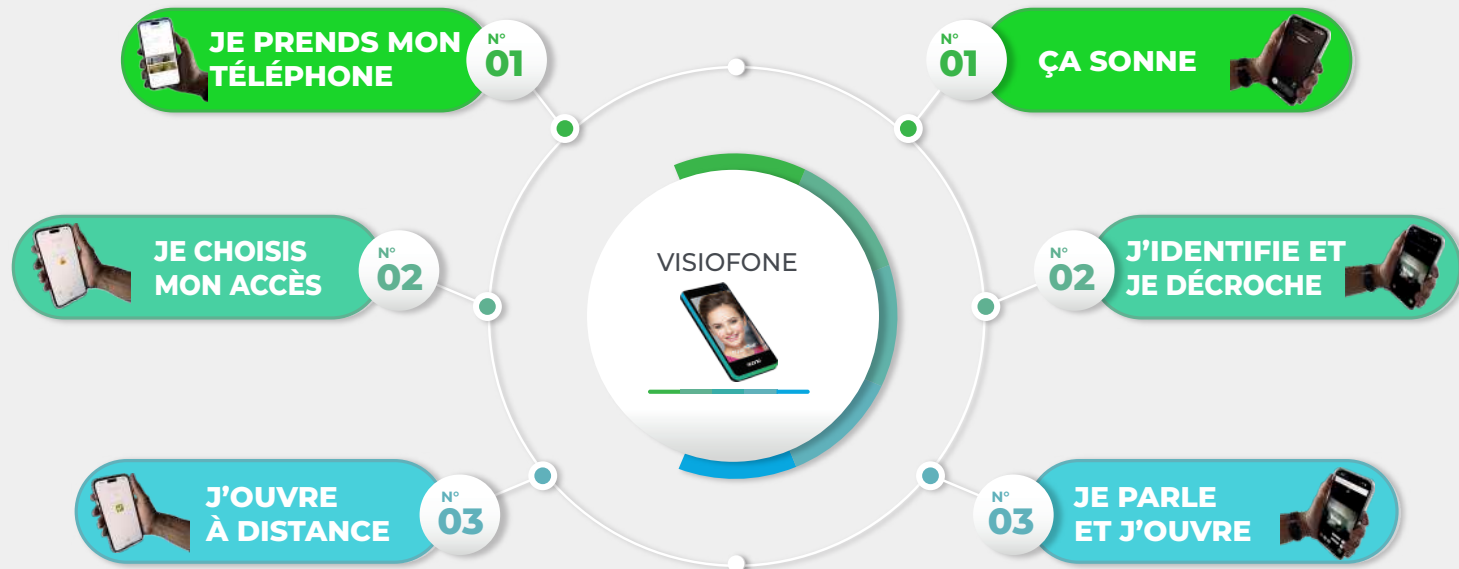 N°
01
JE PRENDS MON
TÉLÉPHONE
N°
02
JE CHOISIS
MON ACCÈS
N°
03
J'OUVRE
À DISTANCE
VISIOFONE
N°
01
ÇA SONNE
N°
02
J'IDENTIFIE ET
JE DÉCROCHE
N°
03
JE PARLE
ET J'OUVRE